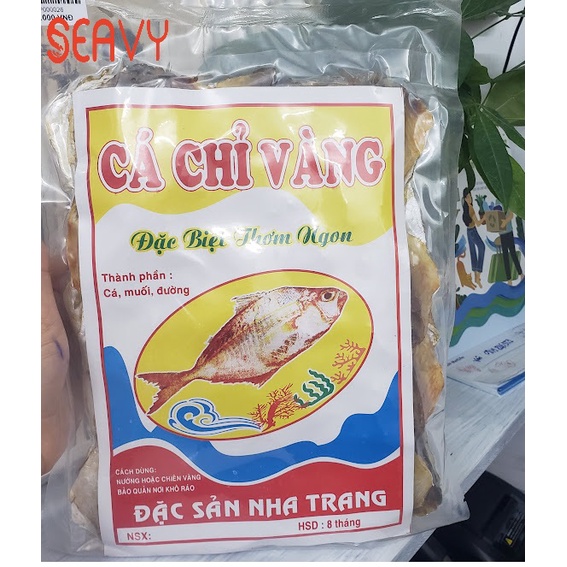 SEAVY
CÁ CHỈ VÀNG
Đặc Biệt Thơm Ngon
Thành phần :
Cá, muối, đường
CÁCH DÙNG:
NƯỚNG HOẶC CHIÊN VÀNG
BẢO QUẢN NƠI KHÔ RÁO
ĐẶC SẢN NHA TRANG
NSX:
HSD : 8 tháng